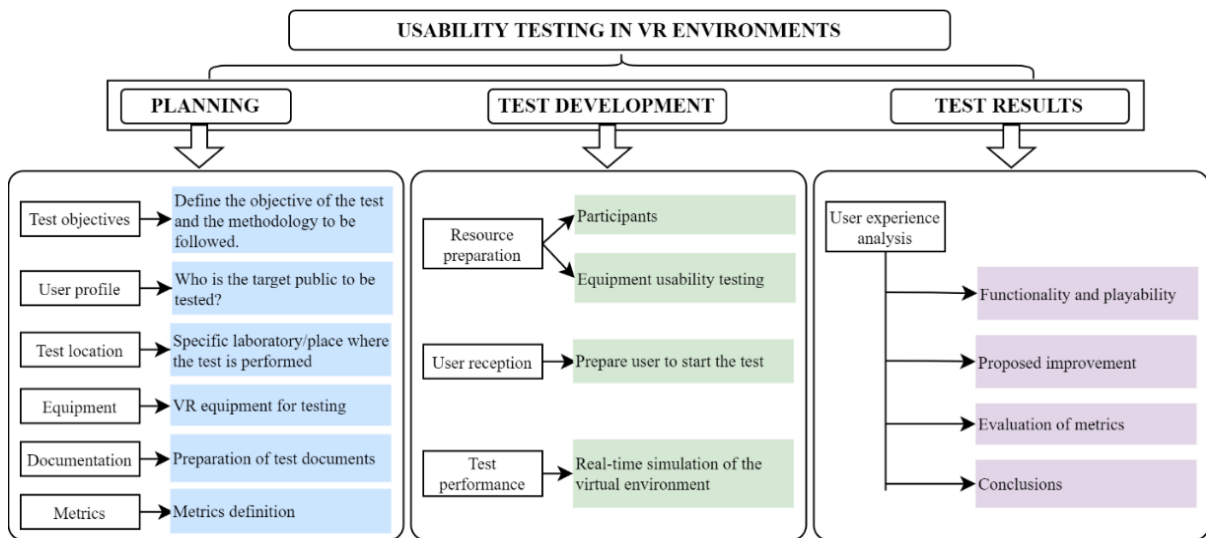 USABILITY TESTING IN VR ENVIRONMENTS
PLANNING
TEST DEVELOPMENT
TEST RESULTS
Test objectives
Define the objective of the test
and the methodology to be
followed.
User profile
Who is the target public to be
tested?
Test location
Specific laboratory/place where
the test is performed
Equipment
VR equipment for testing
Documentation
Preparation of test documents
Metrics
Metrics definition
Resource
preparation
Participants
Equipment usability testing
User reception
Prepare user to start the test
Test
performance
Real-time simulation of the
virtual environment
User experience
analysis
Functionality and playability
Proposed improvement
Evaluation of metrics
Conclusions